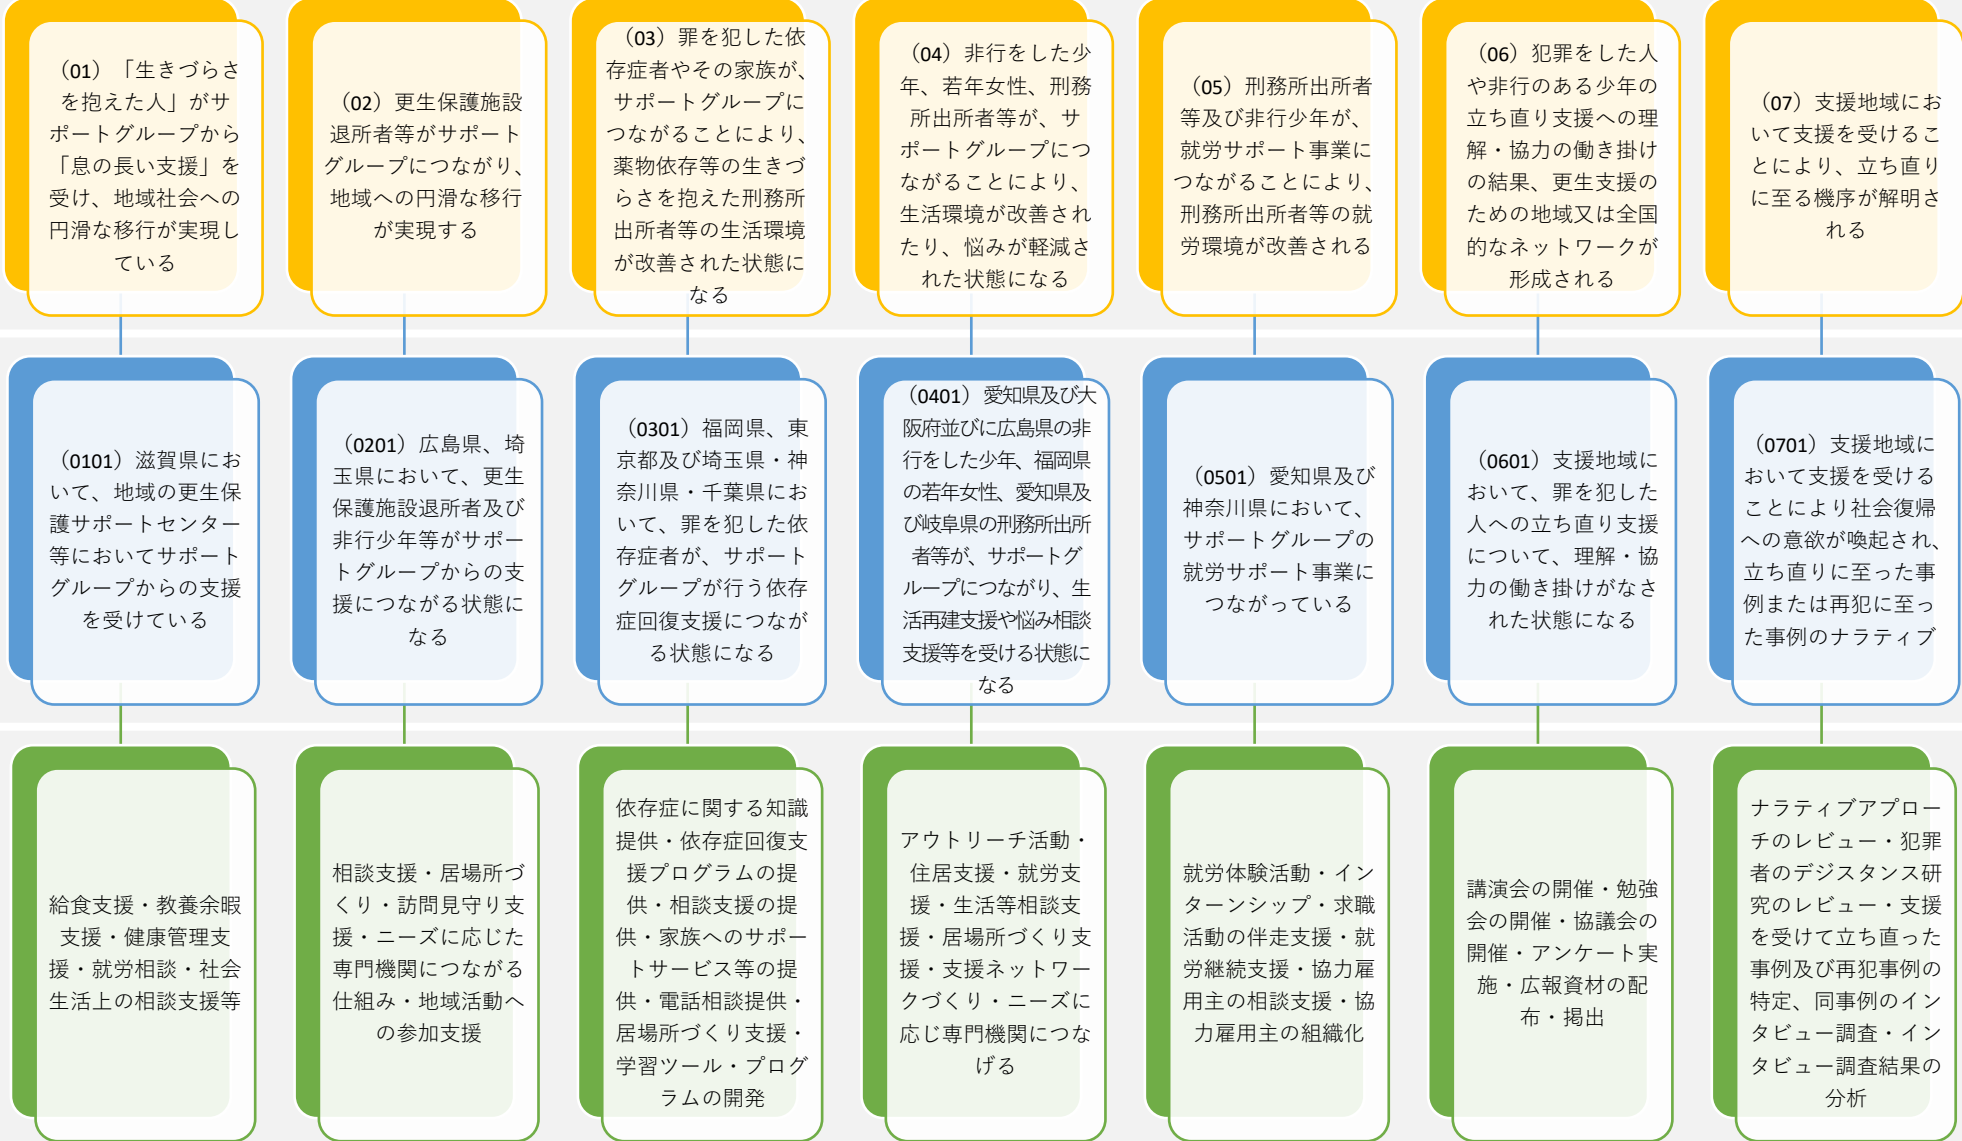 （01）「生きづらさ
を抱えた人」がサ
ポートグループから
「息の長い支援」を
受け、地域社会への
円滑な移行が実現し
ている
（02）更生保護施設
退所者等がサポート
グループにつながり、
地域への円滑な移行
が実現する
（03）罪を犯した依
存症者やその家族が、
サポートグループに
つながることにより、
薬物依存等の生きづ
らさを抱えた刑務所
出所者等の生活環境
が改善された状態に
なる
（04）非行をした少
年、若年女性、刑務
所出所者等が、サ
ポートグループにつ
ながることにより、
生活環境が改善され
たり、悩みが軽減さ
れた状態になる
（05）刑務所出所者
等及び非行少年が、
就労サポート事業に
つながることにより、
刑務所出所者等の就
労環境が改善される
（06）犯罪をした人
や非行のある少年の
立ち直り支援への理
解・協力の働き掛け
の結果、更生支援の
ための地域又は全国
的なネットワークが
形成される
（07）支援地域にお
いて支援を受けるこ
とにより、立ち直り
に至る機序が解明さ
れる
（0101）滋賀県にお
いて、地域の更生保
護サポートセンター
等においてサポート
グループからの支援
を受けている
（0201）広島県、埼
玉県において、更生
保護施設退所者及び
非行少年等がサポー
トグループからの支
援につながる状態に
なる
（0301）福岡県、東
京都及び埼玉県・神
奈川県・千葉県にお
いて、罪を犯した依
存症者が、サポート
グループが行う依存
症回復支援につなが
る状態になる
（0401）愛知県及び大
阪府並びに広島県の非
行をした少年、福岡県
の若年女性、愛知県及
び岐阜県の刑務所出所
者等が、サポートグ
ループにつながり、生
活再建支援や悩み相談
支援等を受ける状態に
なる
（0501）愛知県及び
神奈川県において、
サポートグループの
就労サポート事業に
つながっている
（0601）支援地域に
おいて、罪を犯した
人への立ち直り支援
について、理解・協
力の働き掛けがなさ
れた状態になる
（0701）支援地域に
おいて支援を受ける
ことにより社会復帰
への意欲が喚起され、
立ち直りに至った事
例または再犯に至っ
た事例のナラティブ
給食支援・教養余暇
支援・健康管理支
援・就労相談・社会
生活上の相談支援等
相談支援・居場所づ
くり・訪問見守り支
援・ニーズに応じた
専門機関につながる
仕組み・地域活動へ
の参加支援
依存症に関する知識
提供・依存症回復支
援プログラムの提
供・相談支援の提
供・家族へのサポー
トサービス等の提
供・電話相談提供・
居場所づくり支援・
学習ツール・プログ
ラムの開発
アウトリーチ活動・
住居支援・就労支
援・生活等相談支
援・居場所づくり支
援・支援ネットワー
クづくり・ニーズに
応じ専門機関につな
げる
就労体験活動・イン
ターンシップ・求職
活動の伴走支援・就
労継続支援・協力雇
用主の相談支援・協
力雇用主の組織化
講演会の開催・勉強
会の開催・協議会の
開催・アンケート実
施・広報資材の配
布・掲出
ナラティブアプロー
チのレビュー・犯罪
者のデジスタンス研
究のレビュー・支援
を受けて立ち直った
事例及び再犯事例の
特定、同事例のイン
タビュー調査・イン
タビュー調査結果の
分析